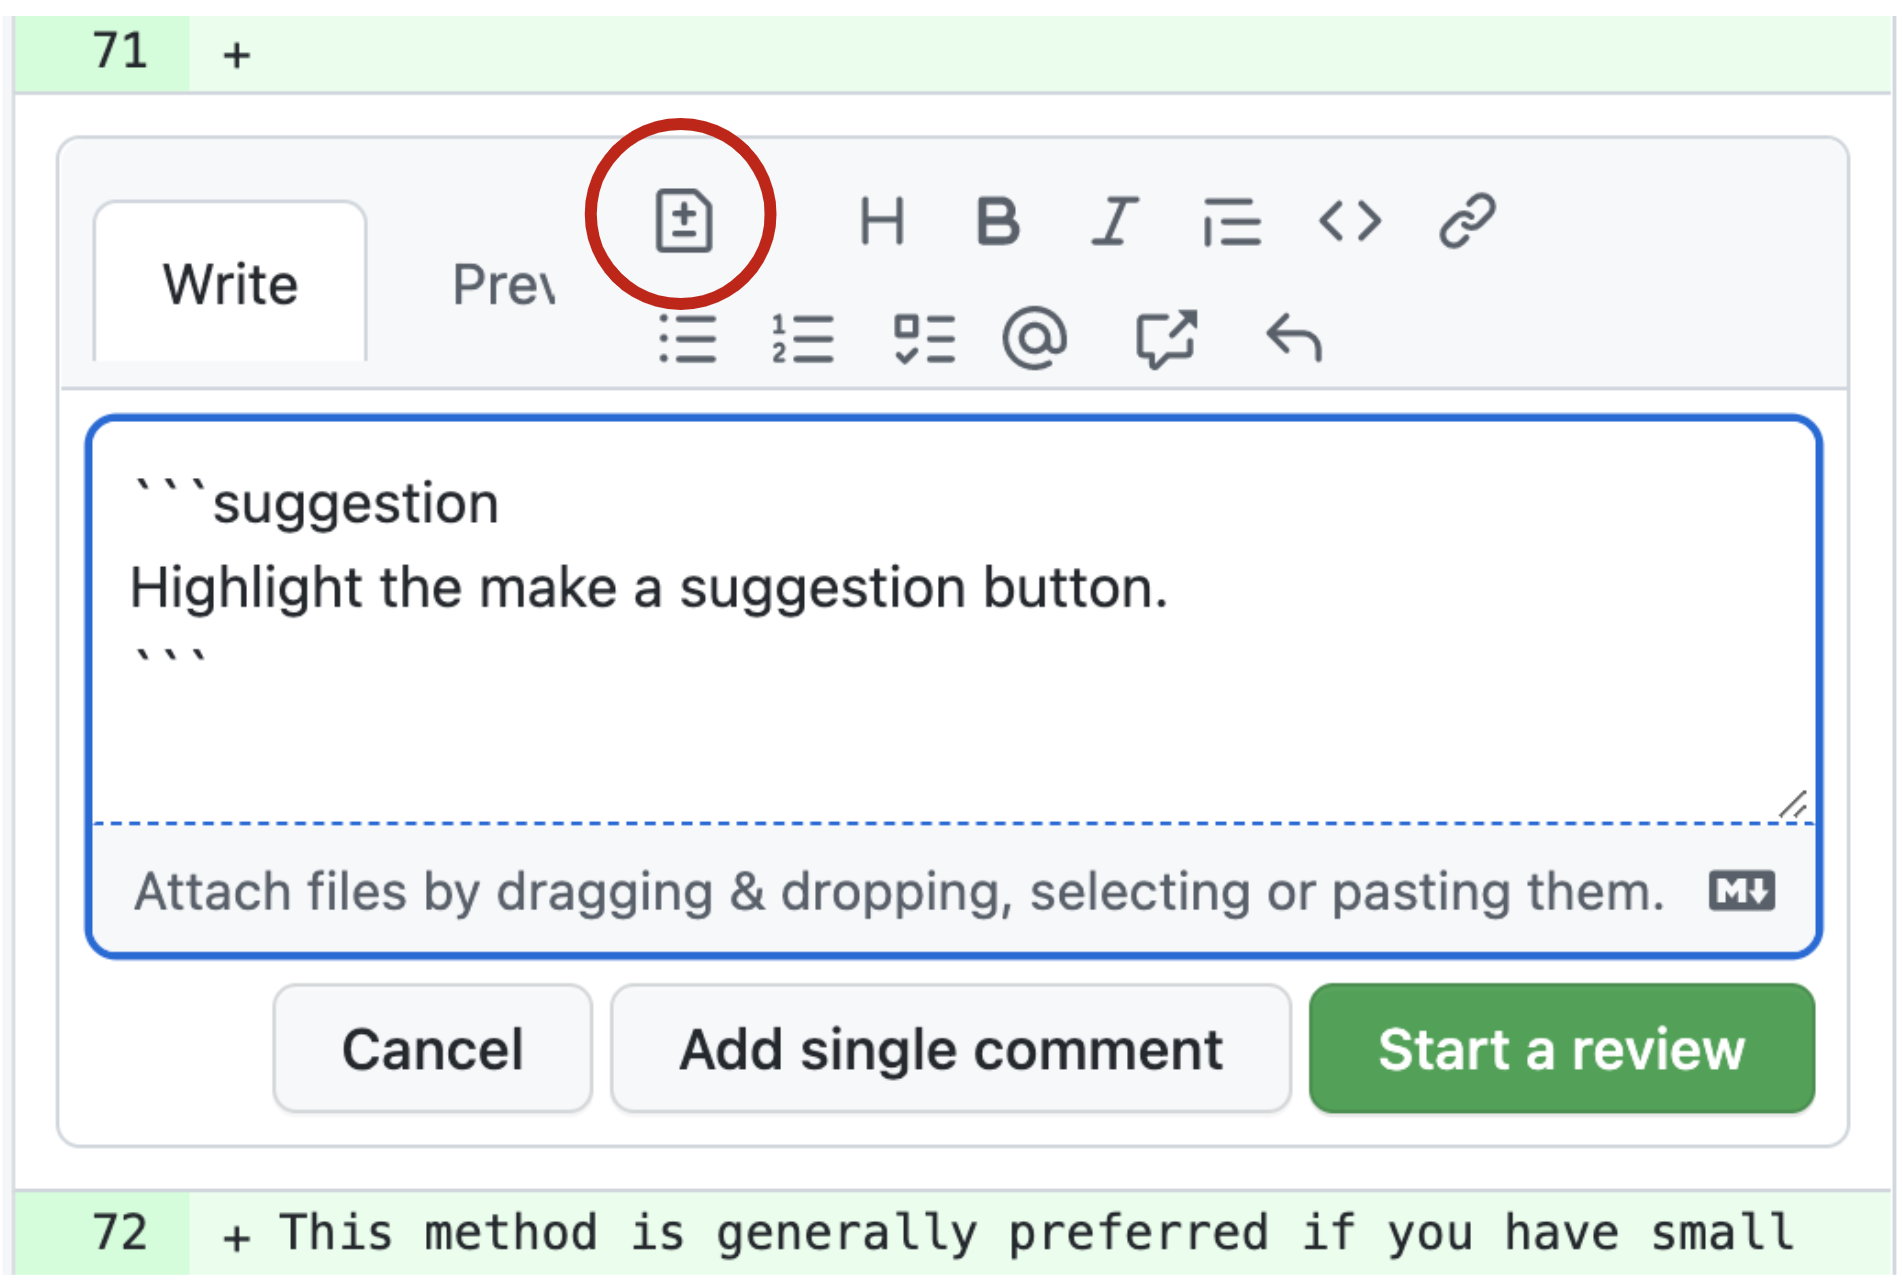 71 +
Write Prev
H B I
```suggestion
Highlight the make a suggestion button.
```
Attach files by dragging & dropping, selecting or pasting them. M↓
Cancel Add single comment Start a review
72 + This method is generally preferred if you have small